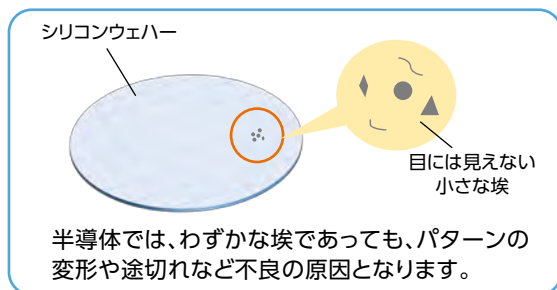 シリコンウェハー
目には見えない
小さな埃
半導体では、わずかな埃であっても、パターンの
変形や途切れなど不良の原因となります。